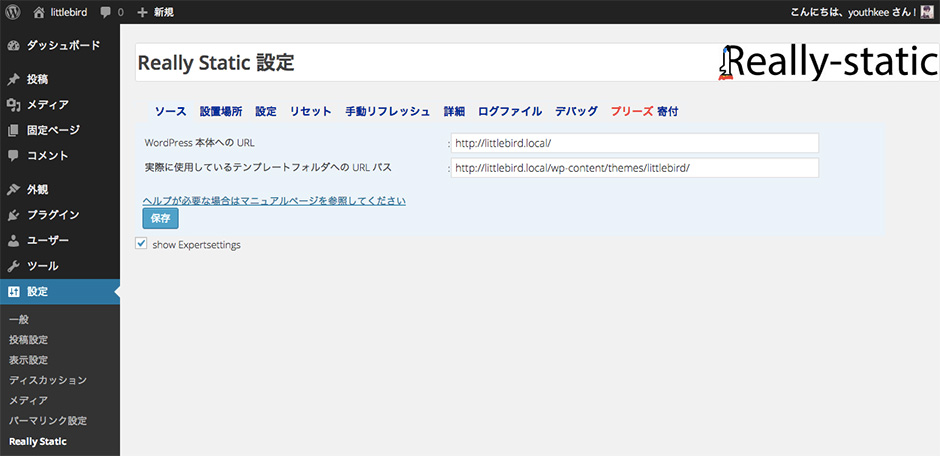 littlebird 0 新規 こんにちは、youthkee さん !
ダッシュボード
投稿
メディア
固定ページ
コメント
外観
プラグイン
ユーザー
ツール
設定
一般
投稿設定
表示設定
ディスカッション
メディア
パーマリンク設定
Really Static
Really Static 設定
Really-static
ソース 設置場所 設定 リセット 手動リフレッシュ 詳細 ログファイル デバッグ プリーズ 寄付
WordPress 本体への URL : http://littlebird.local/
実際に使用しているテンプレートフォルダへの URL パス : http://littlebird.local/wp-content/themes/littlebird/
ヘルプが必要な場合はマニュアルページを参照してください
保存
show Expertsettings